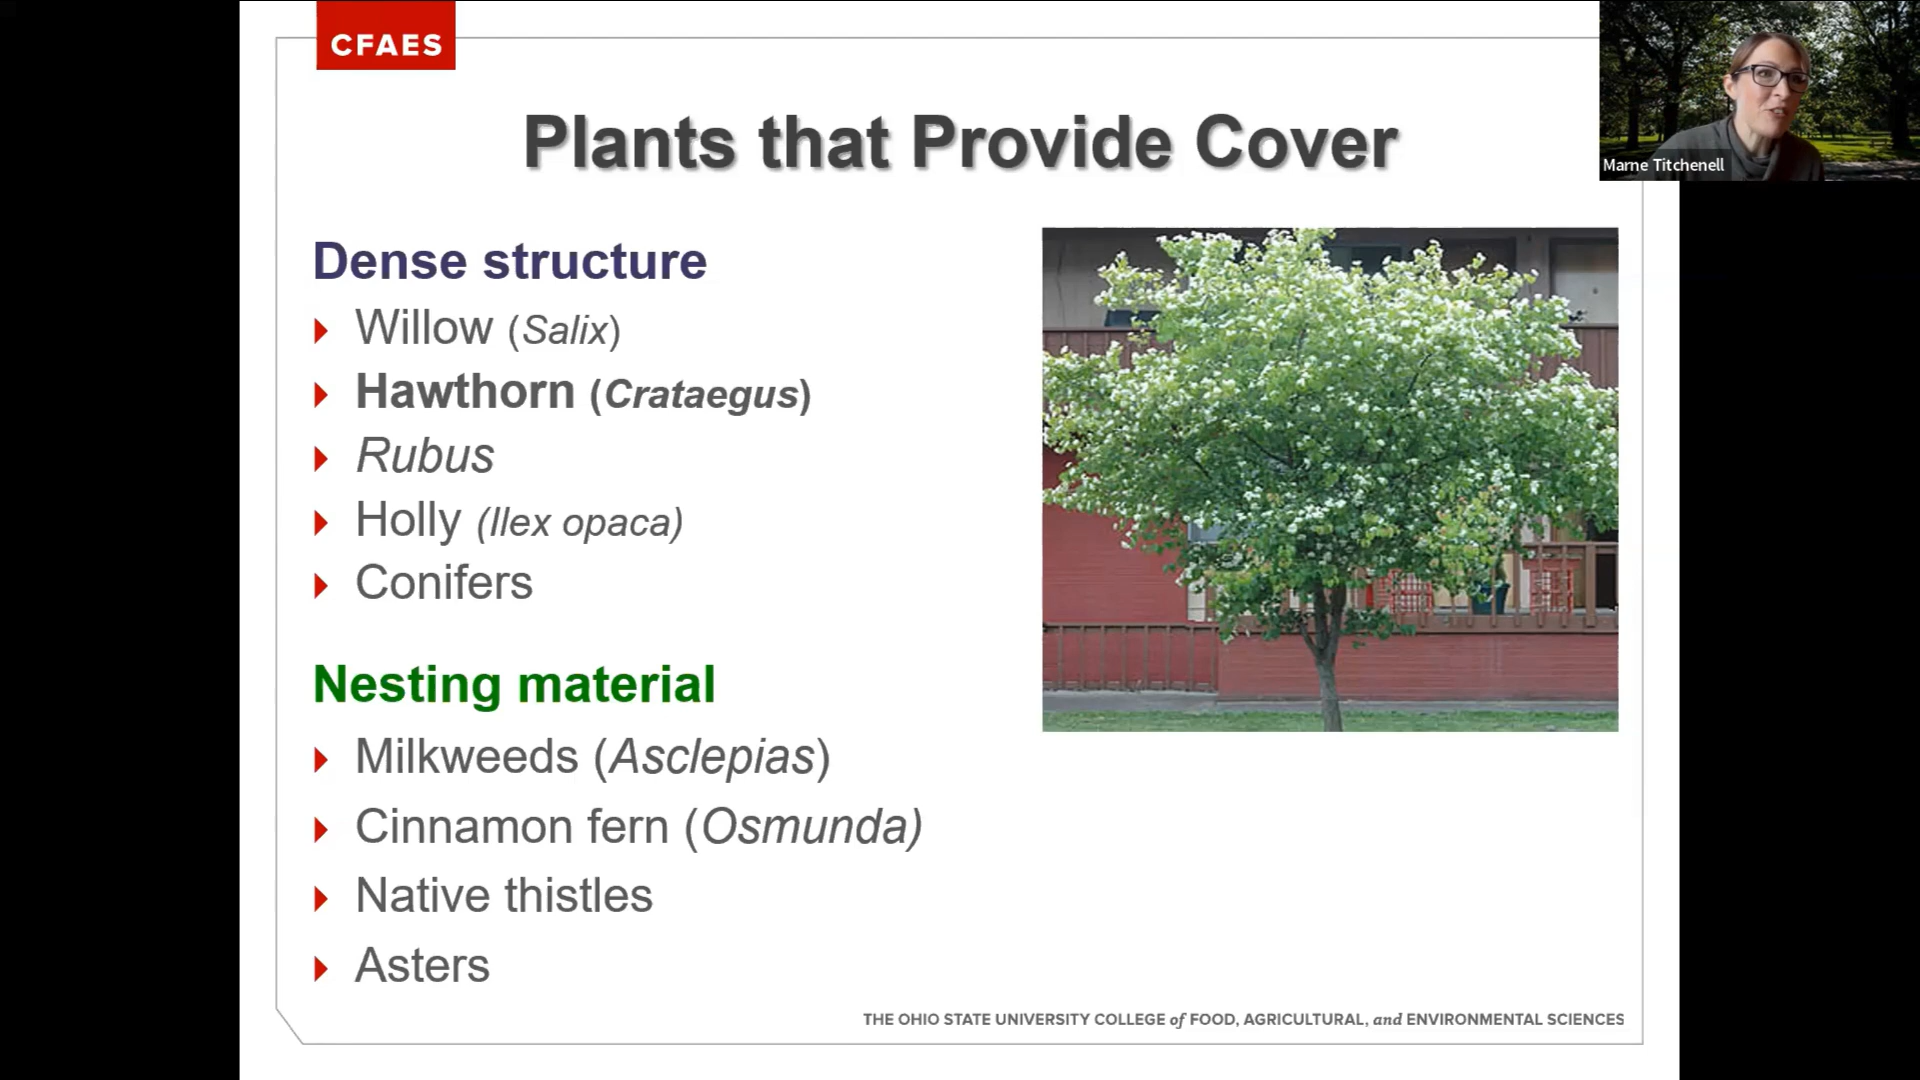 CFAES
Plants that Provide Cover
Marne Titchenell
Dense structure
Willow (Salix)
Hawthorn (Crataegus)
Rubus
Holly (Ilex opaca)
Conifers
Nesting material
Milkweeds (Asclepias)
Cinnamon fern (Osmunda)
Native thistles
Asters
THE OHIO STATE UNIVERSITY COLLEGE of FOOD, AGRICULTURAL, and ENVIRONMENTAL SCIENCES